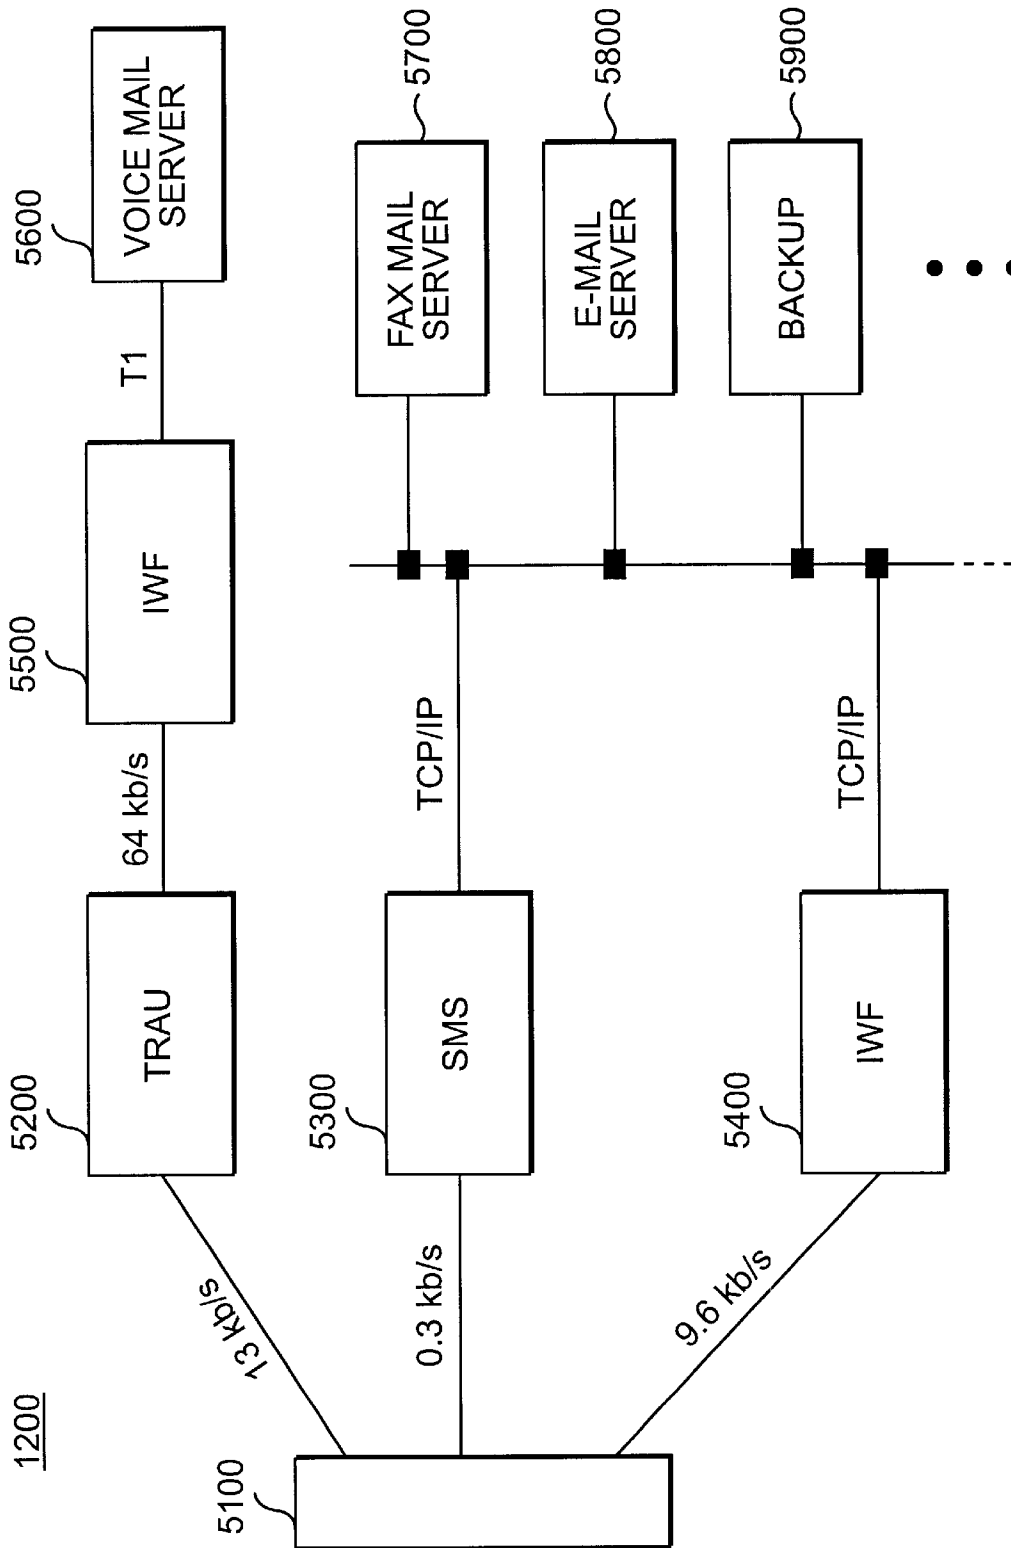 1200
5100
13 kb/s
0.3 kb/s
9.6 kb/s
5200
TRAU
5300
SMS
5400
IWF
64 kb/s
TCP/IP
TCP/IP
5500
IWF
T1
5600
VOICE MAIL
SERVER
FAX MAIL
SERVER
5700
E-MAIL
SERVER
5800
BACKUP
5900